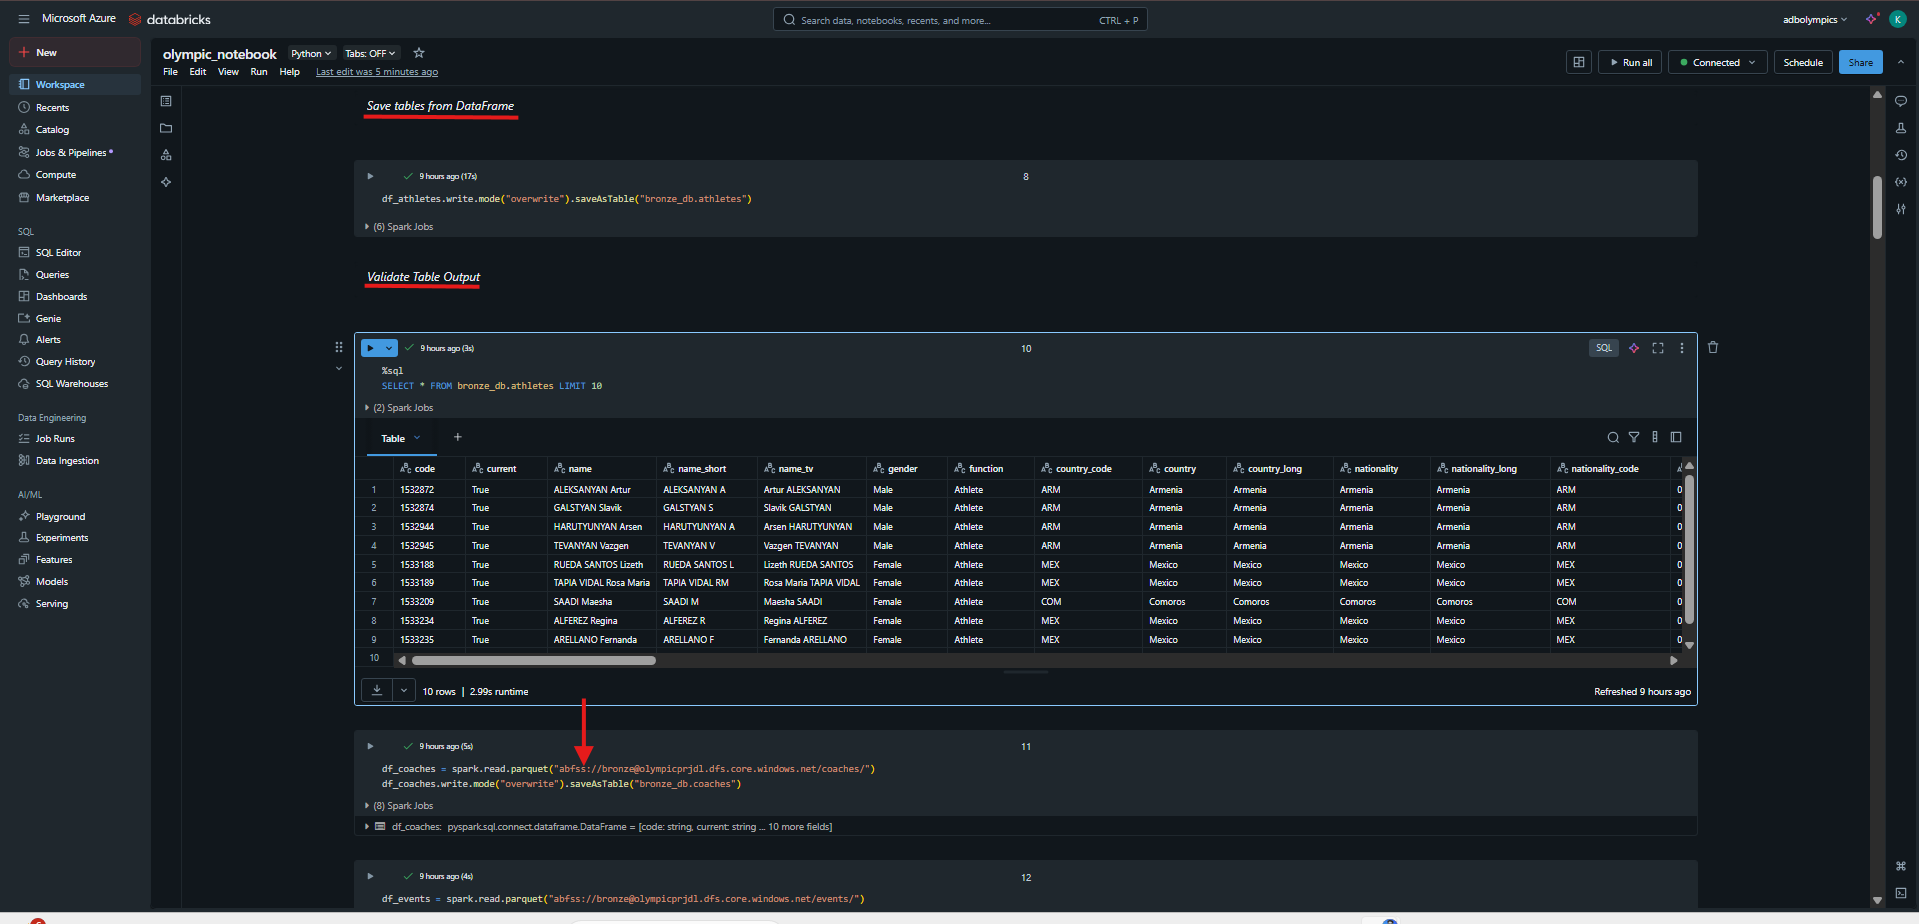 Microsoft Azure databricks
Search data, notebooks, recents, and more... CTRL + P
adbolympics
K
New
Workspace
Recents
Catalog
Jobs & Pipelines
Compute
Marketplace
SQL
SQL Editor
Queries
Dashboards
Genie
Alerts
Query History
SQL Warehouses
Data Engineering
Job Runs
Data Ingestion
AI/ML
Playground
Experiments
Features
Models
Serving
olympic_notebook Python Tabs: OFF
File Edit View Run Help Last edit was 5 minutes ago
Run all Connected Schedule Share
Save tables from DataFrame
9 hours ago (17s) 8
df_athletes.write.mode("overwrite").saveAsTable("bronze_db.athletes")
(6) Spark Jobs
Validate Table Output
9 hours ago (3s) 10 SQL
%sql
SELECT * FROM bronze_db.athletes LIMIT 10
(2) Spark Jobs
Table +
code current name name_short name_tv gender function country_code country country_long nationality nationality_long nationality_code
1 1532872 True ALEKSANYAN Artur ALEKSANYAN A Artur ALEKSANYAN Male Athlete ARM Armenia Armenia Armenia Armenia ARM 0
2 1532874 True GALSTYAN Slavik GALSTYAN S Slavik GALSTYAN Male Athlete ARM Armenia Armenia Armenia Armenia ARM 0
3 1532944 True HARUTYUNYAN Arsen HARUTYUNYAN A Arsen HARUTYUNYAN Male Athlete ARM Armenia Armenia Armenia Armenia ARM 0
4 1532945 True TEVANYAN Vazgen TEVANYAN V Vazgen TEVANYAN Male Athlete ARM Armenia Armenia Armenia Armenia ARM 0
5 1533188 True RUEDA SANTOS Lizeth RUEDA SANTOS L Lizeth RUEDA SANTOS Female Athlete MEX Mexico Mexico Mexico Mexico MEX 0
6 1533189 True TAPIA VIDAL Rosa Maria TAPIA VIDAL RM Rosa Maria TAPIA VIDAL Female Athlete MEX Mexico Mexico Mexico Mexico MEX 0
7 1533209 True SAADI Maesha SAADI M Maesha SAADI Female Athlete COM Comoros Comoros Comoros Comoros COM 0
8 1533234 True ALFEREZ Regina ALFEREZ R Regina ALFEREZ Female Athlete MEX Mexico Mexico Mexico Mexico MEX 0
9 1533235 True ARELLANO Fernanda ARELLANO F Fernanda ARELLANO Female Athlete MEX Mexico Mexico Mexico Mexico MEX 0
10
10 rows | 2.99s runtime Refreshed 9 hours ago
9 hours ago (5s) 11
df_coaches = spark.read.parquet("abfss://bronze@olympicprjdl.dfs.core.windows.net/coaches/")
df_coaches.write.mode("overwrite").saveAsTable("bronze_db.coaches")
(8) Spark Jobs
df_coaches: pyspark.sql.connect.dataframe.DataFrame = [code: string, current: string ... 10 more fields]
9 hours ago (4s) 12
df_events = spark.read.parquet("abfss://bronze@olympicprjdl.dfs.core.windows.net/events/")